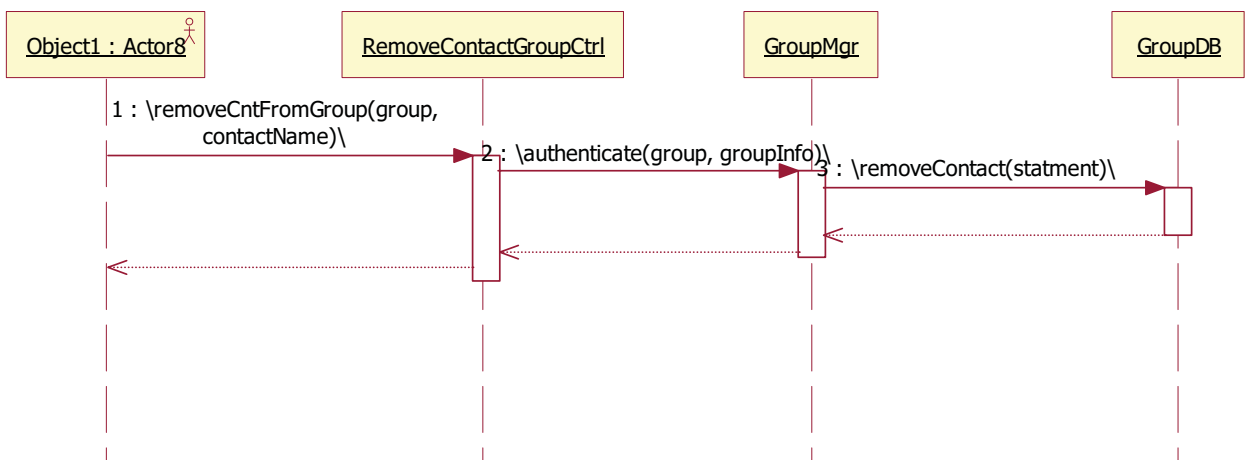 Object1 : Actor8
RemoveContactGroupCtrl
GroupMgr
GroupDB
1 : \removeCntFromGroup(group,
contactName)\
2 : \authenticate(group, groupInfo)\
3 : \removeContact(statment)\